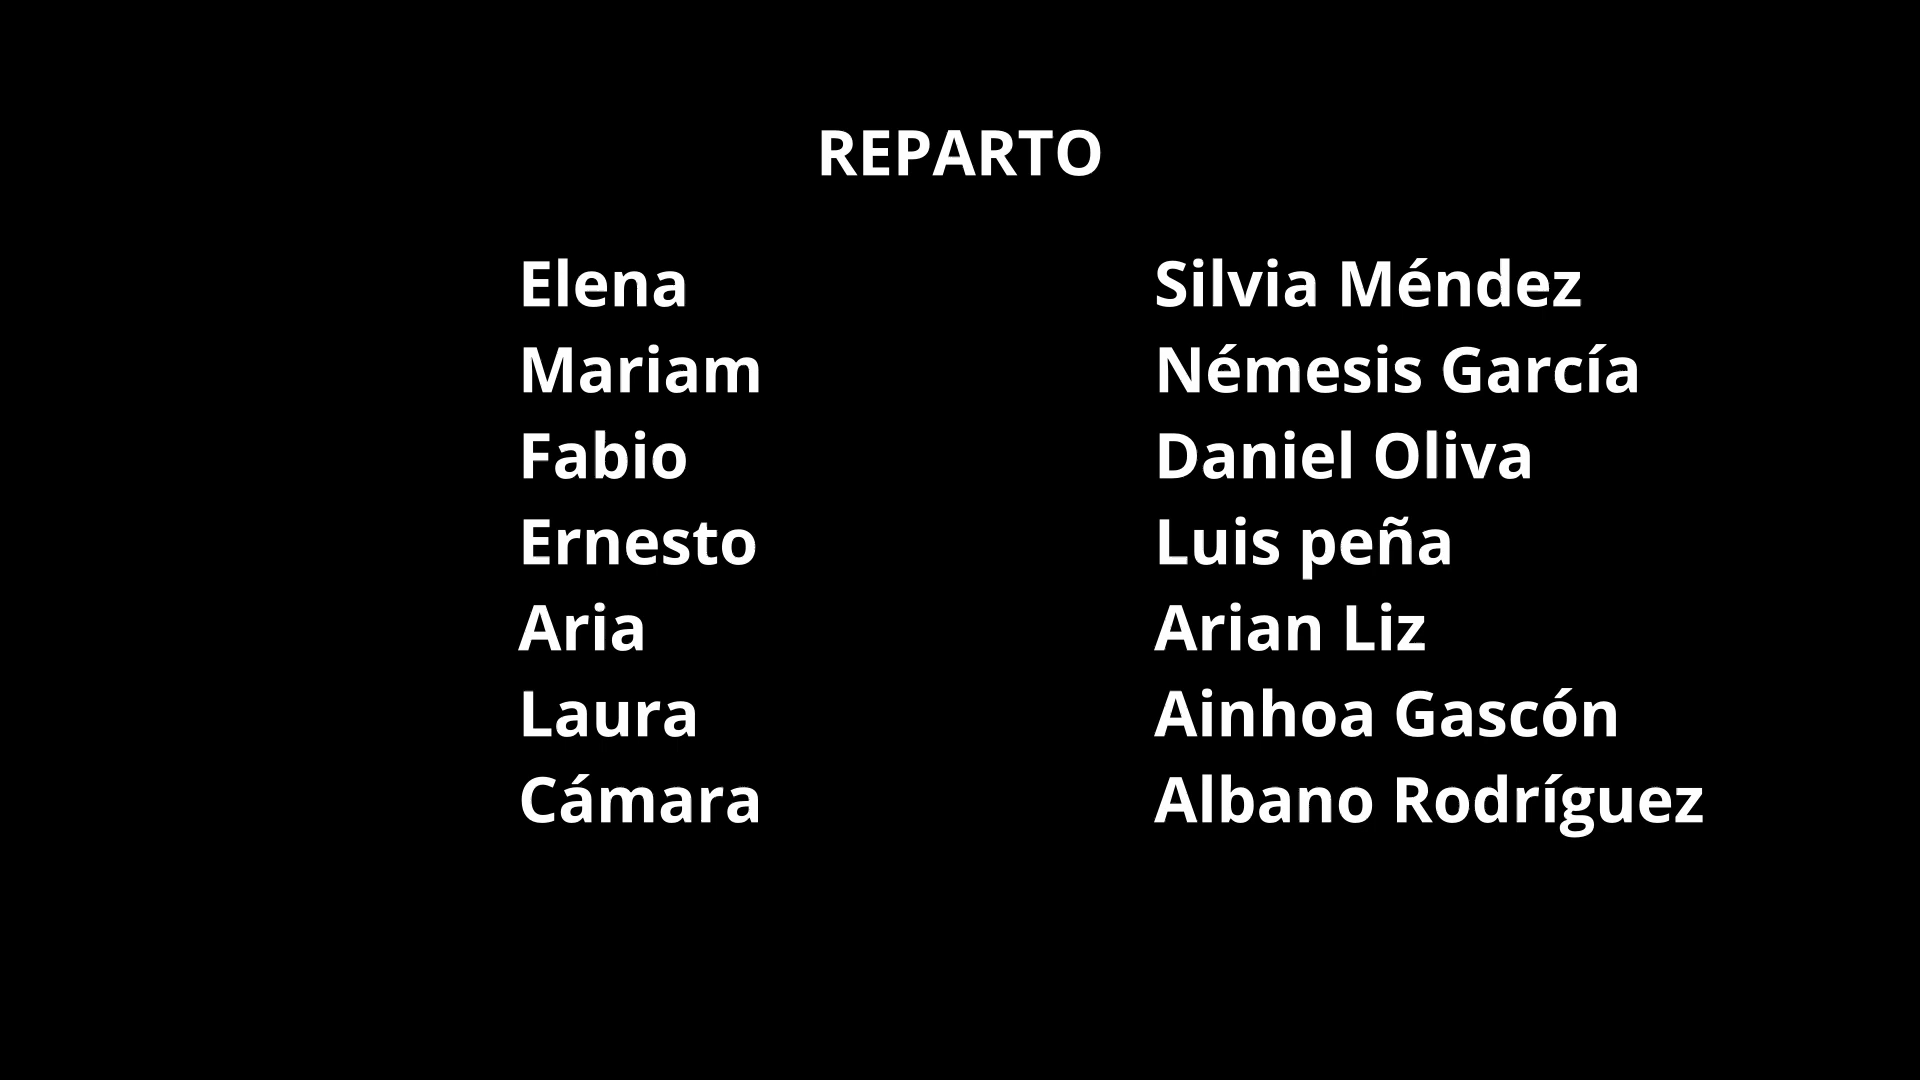 REPARTO
Elena Silvia Méndez
Mariam Némesis García
Fabio Daniel Oliva
Ernesto Luis peña
Aria Arian Liz
Laura Ainhoa Gascón
Cámara Albano Rodríguez